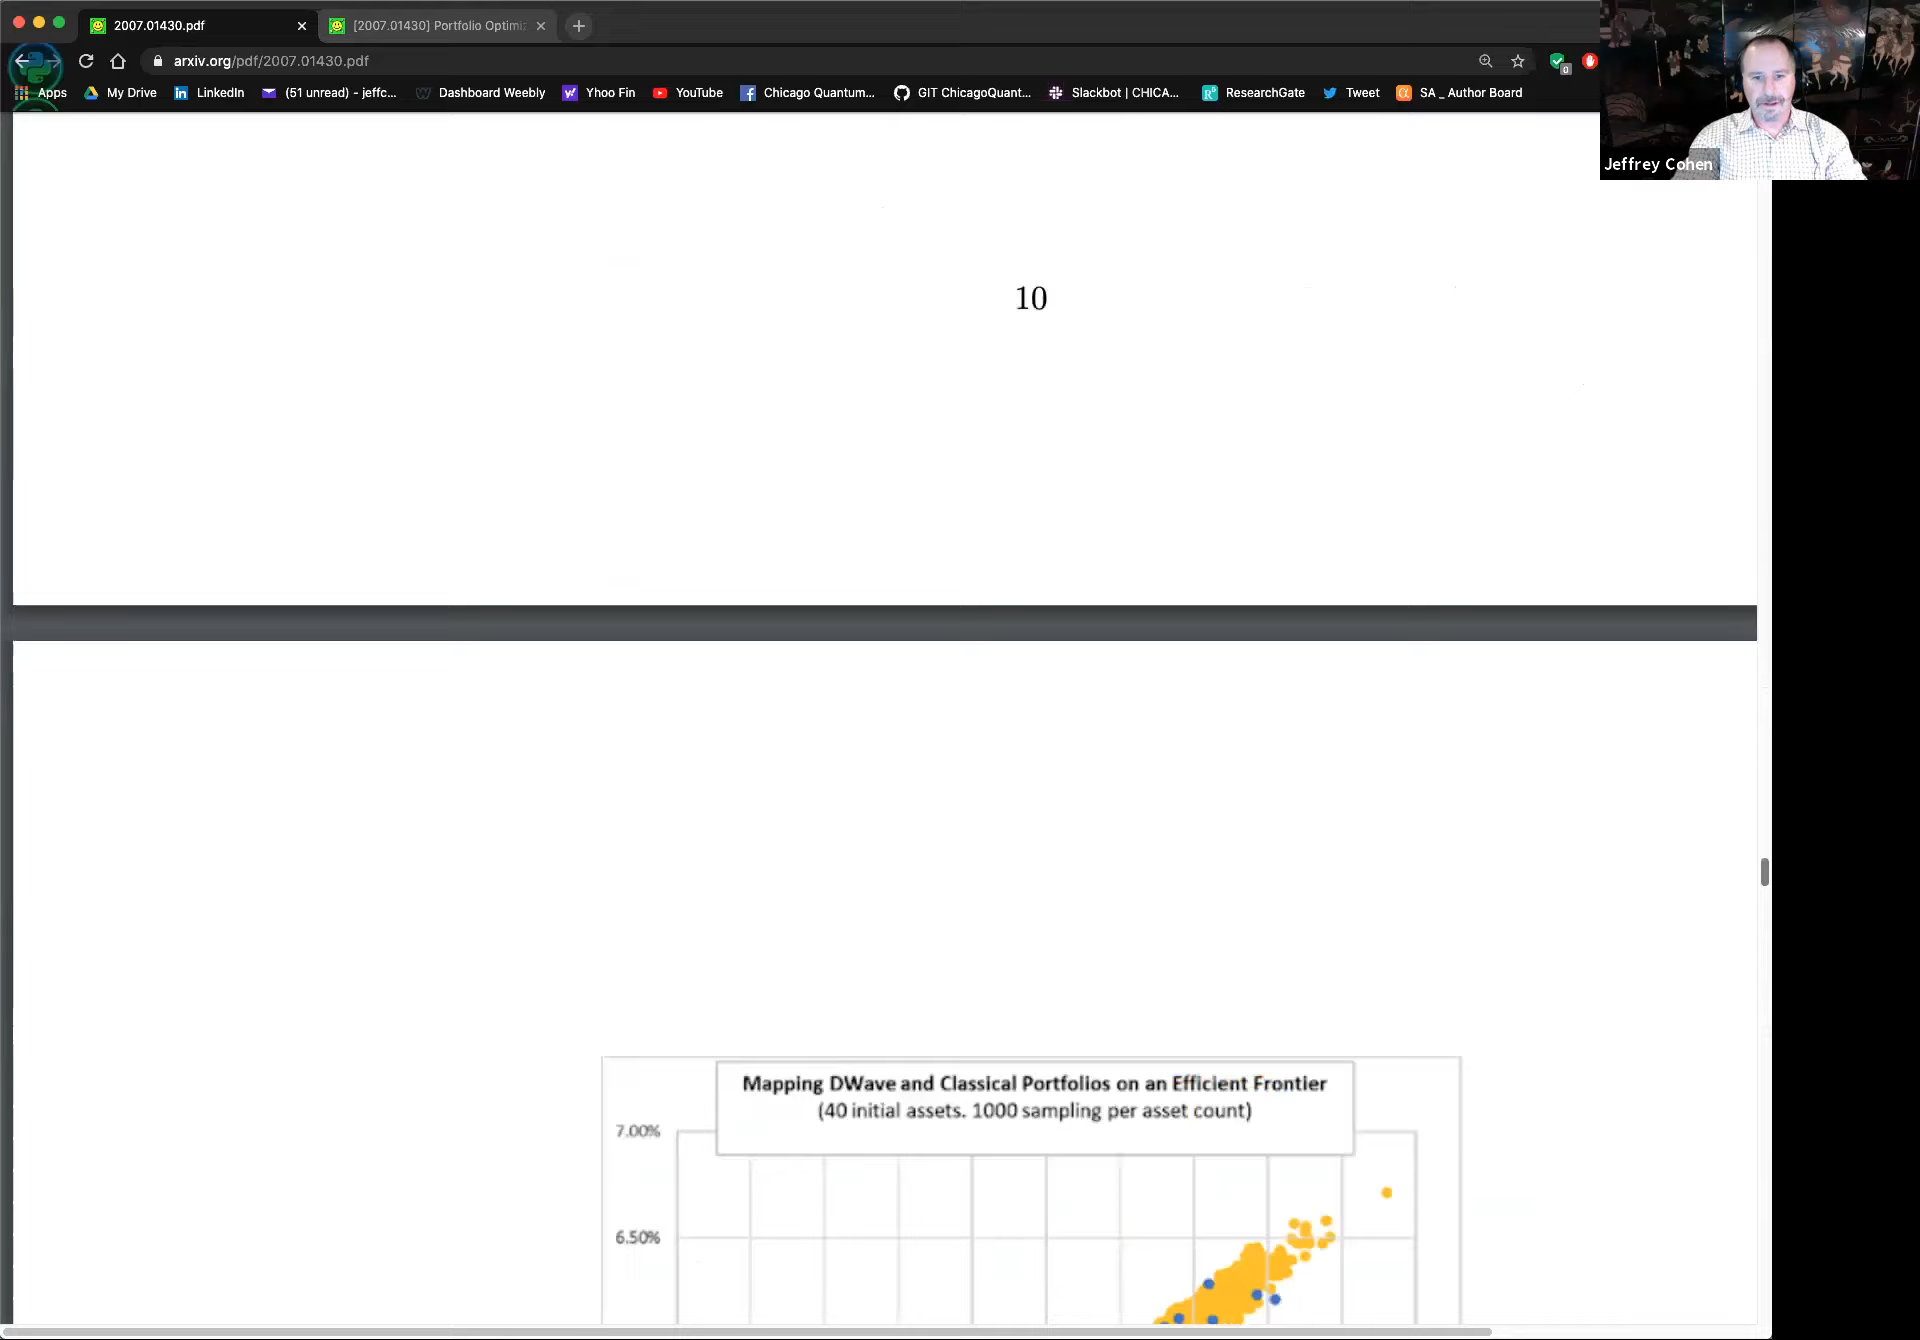 2007.01430.pdf
[2007.01430] Portfolio Optimi
arxiv.org/pdf/2007.01430.pdf
0
Apps
My Drive
LinkedIn
(51 unread) - jeffc...
Dashboard Weebly
Yhoo Fin
YouTube
Chicago Quantum...
GIT ChicagoQuant...
Slackbot | CHICA...
ResearchGate
Tweet
SA _ Author Board
Jeffrey Cohen
10
Mapping DWave and Classical Portfolios on an Efficient Frontier
(40 initial assets. 1000 sampling per asset count)
7.00%
6.50%